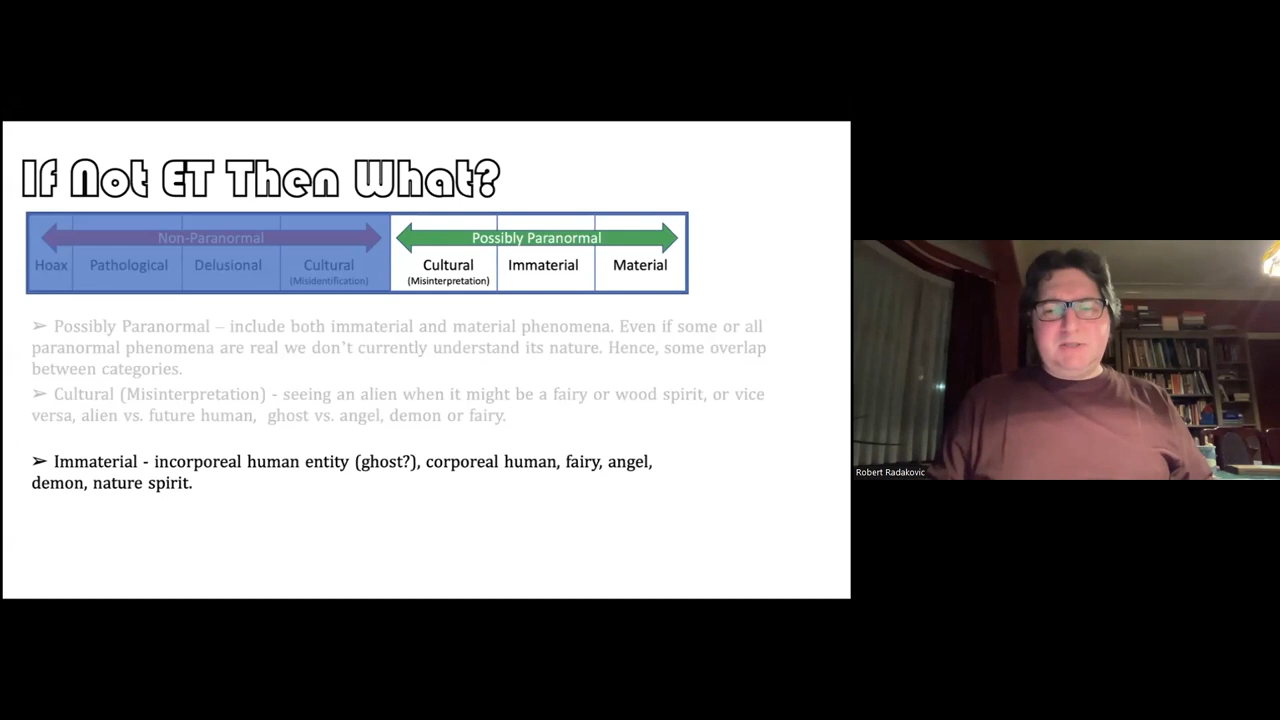 If Not ET Then What?
Non-Paranormal
Possibly Paranormal
Hoax
Pathological
Delusional
Cultural
(Misidentification)
Cultural
(Misinterpretation)
Immaterial
Material
➢ Possibly Paranormal – include both immaterial and material phenomena. Even if some or all
paranormal phenomena are real we don't currently understand its nature. Hence, some overlap
between categories.
➢ Cultural (Misinterpretation) - seeing an alien when it might be a fairy or wood spirit, or vice
versa, alien vs. future human, ghost vs. angel, demon or fairy.
➢ Immaterial - incorporeal human entity (ghost?), corporeal human, fairy, angel,
demon, nature spirit.
Robert Radakovic